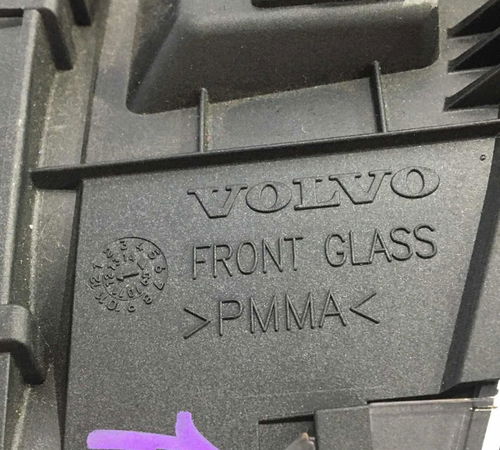 VOLVO
FRONT GLASS
>PMMA<